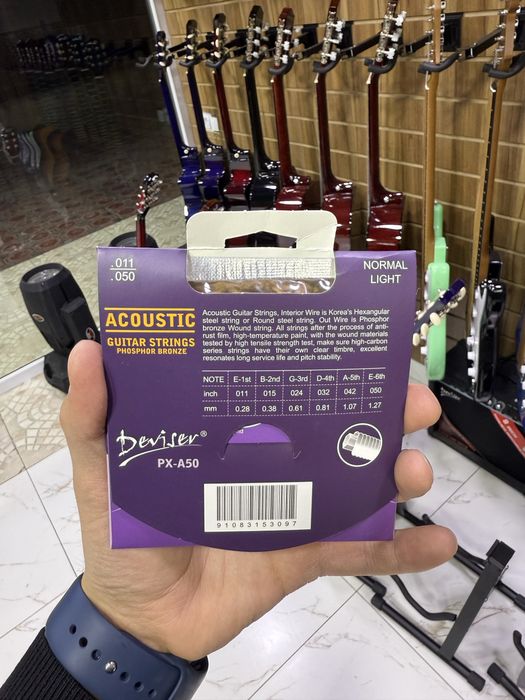 .011
.050
NORMAL
LIGHT
ACOUSTIC
GUITAR STRINGS
PHOSPHOR BRONZE
Acoustic Guitar Strings, Interior Wire is Korea's Hexangular
steel string or Round steel string. Out Wire is Phosphor
bronze Wound string. All strings after the process of anti-
rust film, high-temperature paint, with the wound materials
tested by high tensile strength test, make sure high-carbon
series strings have their own clear timbre, excellent
resonates long service life and pitch stability.
NOTE E-1st B-2nd G-3rd D-4th A-5th E-6th
inch 011 015 024 032 042 050
mm 0.28 0.38 0.61 0.81 1.07 1.27
Deviser®
PX-A50
91083153097